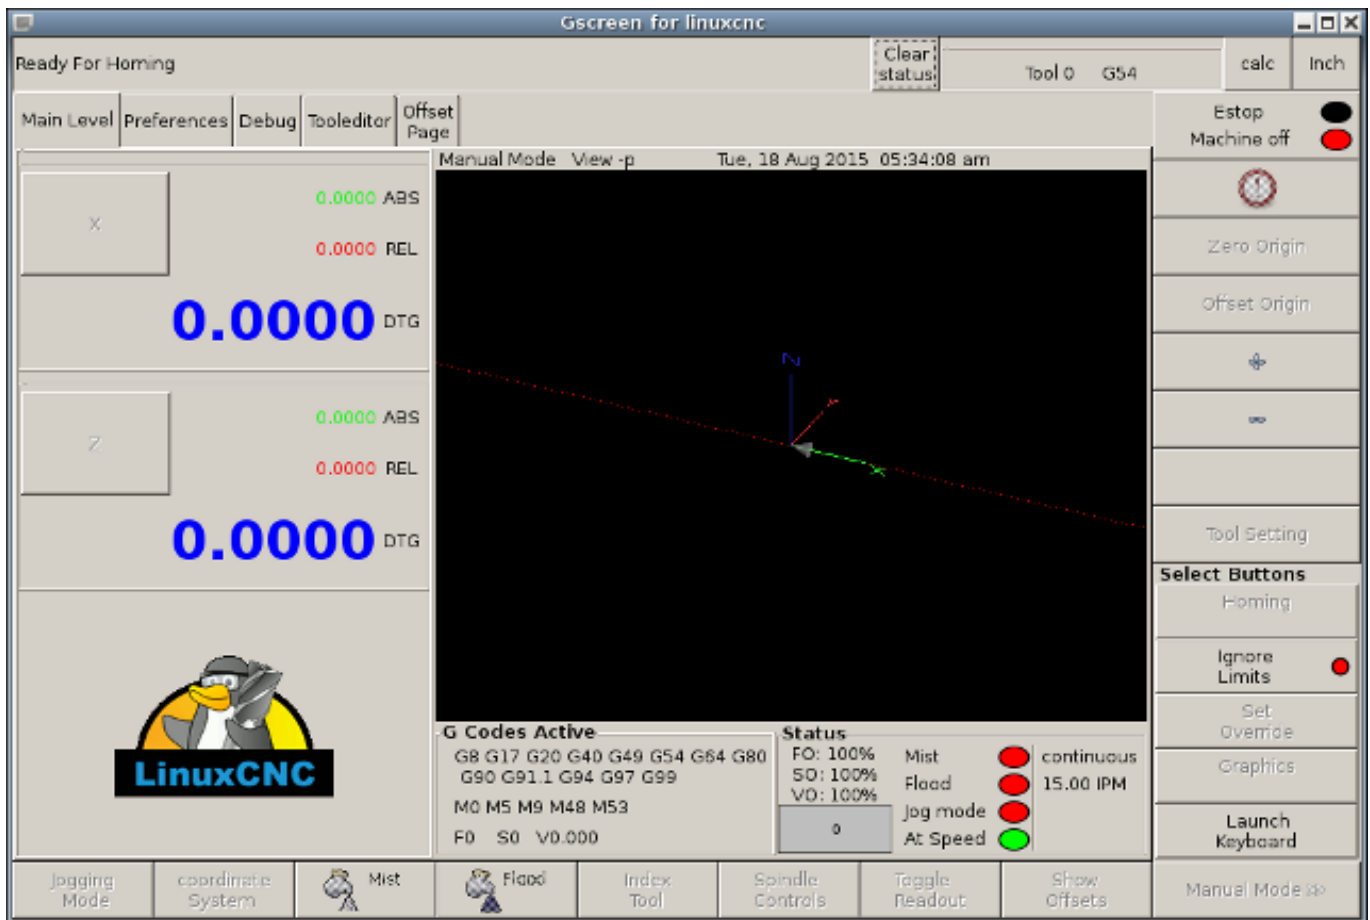 Gscreen for linuxcnc
Ready For Homing
Clear
status
Tool 0 G54
calc
Inch
Main Level
Preferences
Debug
Tooleditor
Offset
Page
Estop
Machine off
Manual Mode View -p Tue, 18 Aug 2015 05:34:08 am
X
0.0000 ABS
0.0000 REL
0.0000 DTG
Z
0.0000 ABS
0.0000 REL
0.0000 DTG
Z
Y
X
Zero Origin
Offset Origin
Tool Setting
Select Buttons
Homing
Ignore
Limits
Set
Override
Graphics
Launch
Keyboard
LinuxCNC
G Codes Active
G8 G17 G20 G40 G49 G54 G64 G80
G90 G91.1 G94 G97 G99
M0 M5 M9 M48 M53
F0 S0 V0.000
Status
FO: 100%
SO: 100%
VO: 100%
0
Mist
Flood
Jog mode
At Speed
continuous
15.00 IPM
Jogging
Mode
coordinate
System
Mist
Flood
Index
Tool
Spindle
Controls
Toggle
Readout
Show
Offsets
Manual Mode